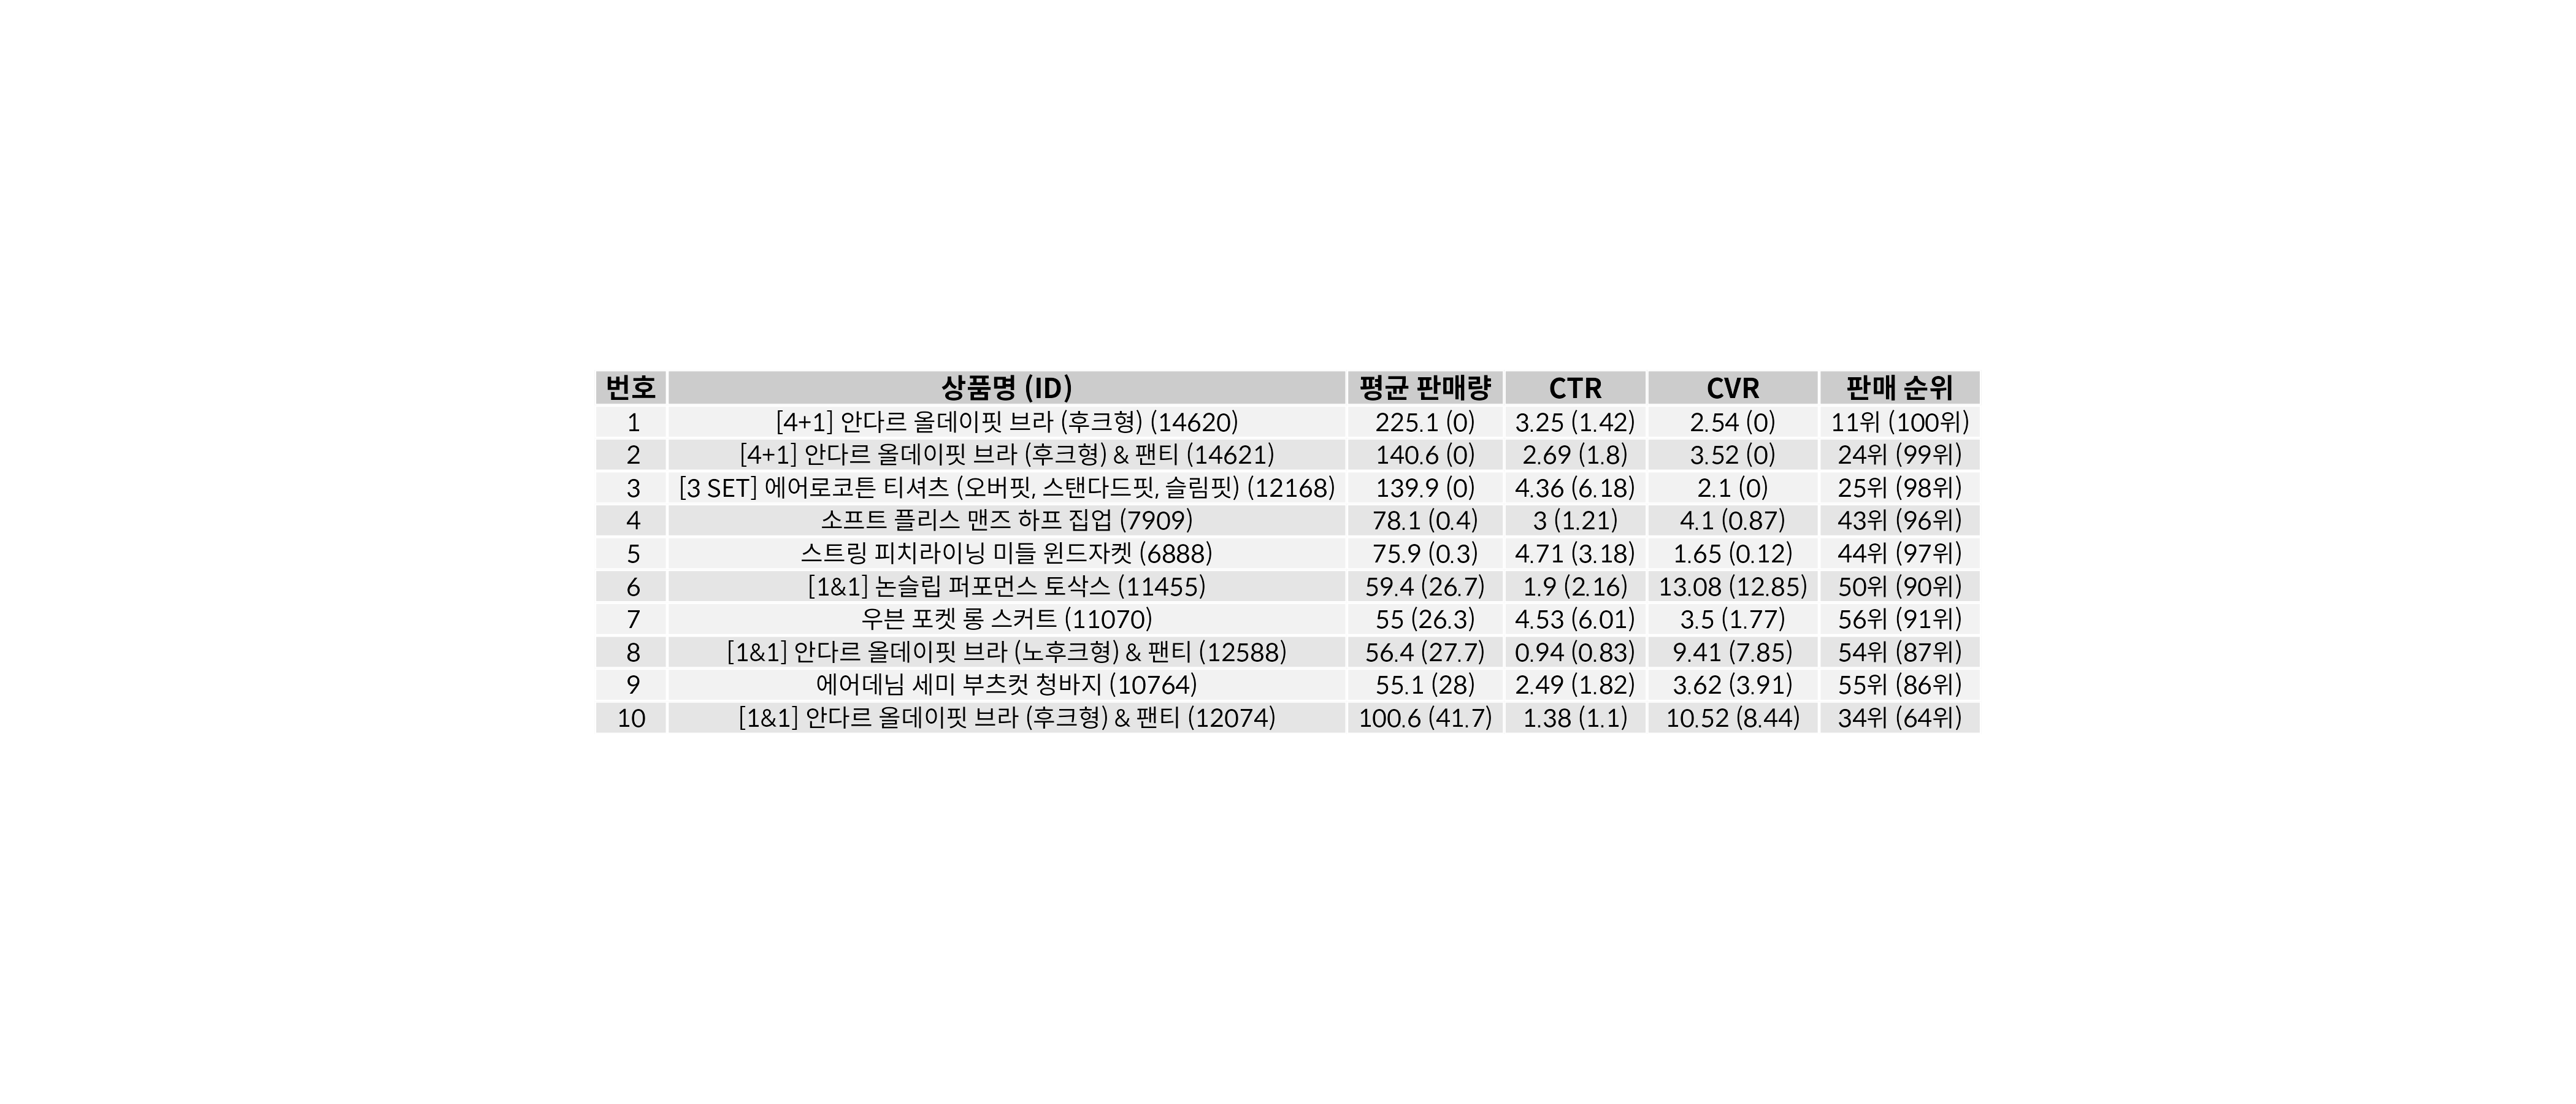 번호 상품명 (ID) 평균 판매량 CTR CVR 판매 순위
1 [4+1] 안다르 올데이핏 브라 (후크형) (14620) 225.1 (0) 3.25 (1.42) 2.54 (0) 11위 (100위)
2 [4+1] 안다르 올데이핏 브라 (후크형) & 팬티 (14621) 140.6 (0) 2.69 (1.8) 3.52 (0) 24위 (99위)
3 [3 SET] 에어로코튼 티셔츠 (오버핏, 스탠다드핏, 슬림핏) (12168) 139.9 (0) 4.36 (6.18) 2.1 (0) 25위 (98위)
4 소프트 플리스 맨즈 하프 집업 (7909) 78.1 (0.4) 3 (1.21) 4.1 (0.87) 43위 (96위)
5 스트링 피치라이닝 미들 윈드자켓 (6888) 75.9 (0.3) 4.71 (3.18) 1.65 (0.12) 44위 (97위)
6 [1&1] 논슬립 퍼포먼스 토삭스 (11455) 59.4 (26.7) 1.9 (2.16) 13.08 (12.85) 50위 (90위)
7 우븐 포켓 롱 스커트 (11070) 55 (26.3) 4.53 (6.01) 3.5 (1.77) 56위 (91위)
8 [1&1] 안다르 올데이핏 브라 (노후크형) & 팬티 (12588) 56.4 (27.7) 0.94 (0.83) 9.41 (7.85) 54위 (87위)
9 에어데님 세미 부츠컷 청바지 (10764) 55.1 (28) 2.49 (1.82) 3.62 (3.91) 55위 (86위)
10 [1&1] 안다르 올데이핏 브라 (후크형) & 팬티 (12074) 100.6 (41.7) 1.38 (1.1) 10.52 (8.44) 34위 (64위)